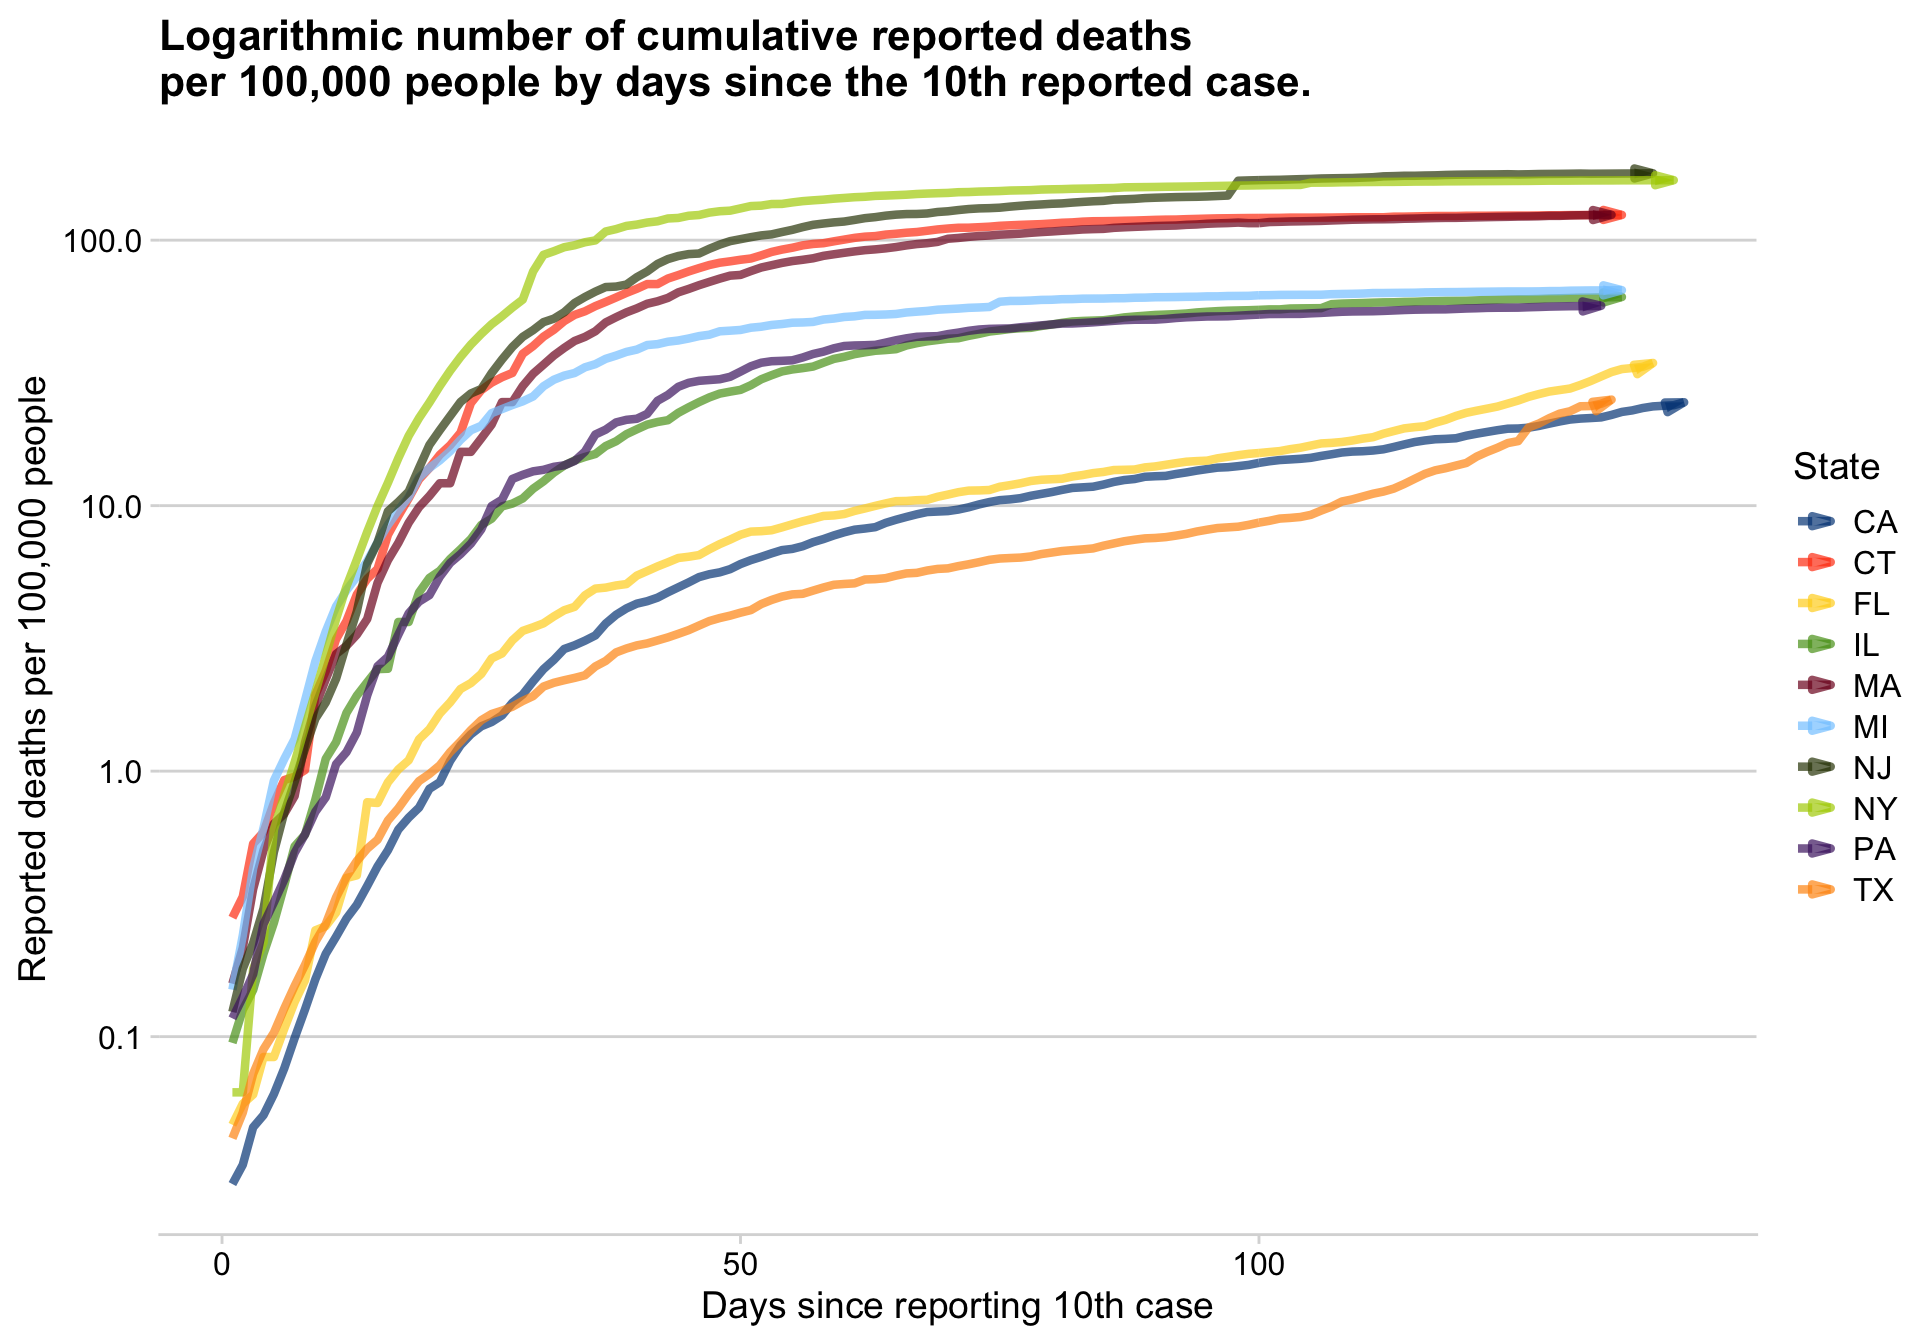 Logarithmic number of cumulative reported deaths
per 100,000 people by days since the 10th reported case.
Reported deaths per 100,000 people
100.0
10.0
1.0
0.1
0
50
100
Days since reporting 10th case
State
CA
CT
FL
IL
MA
MI
NJ
NY
PA
TX